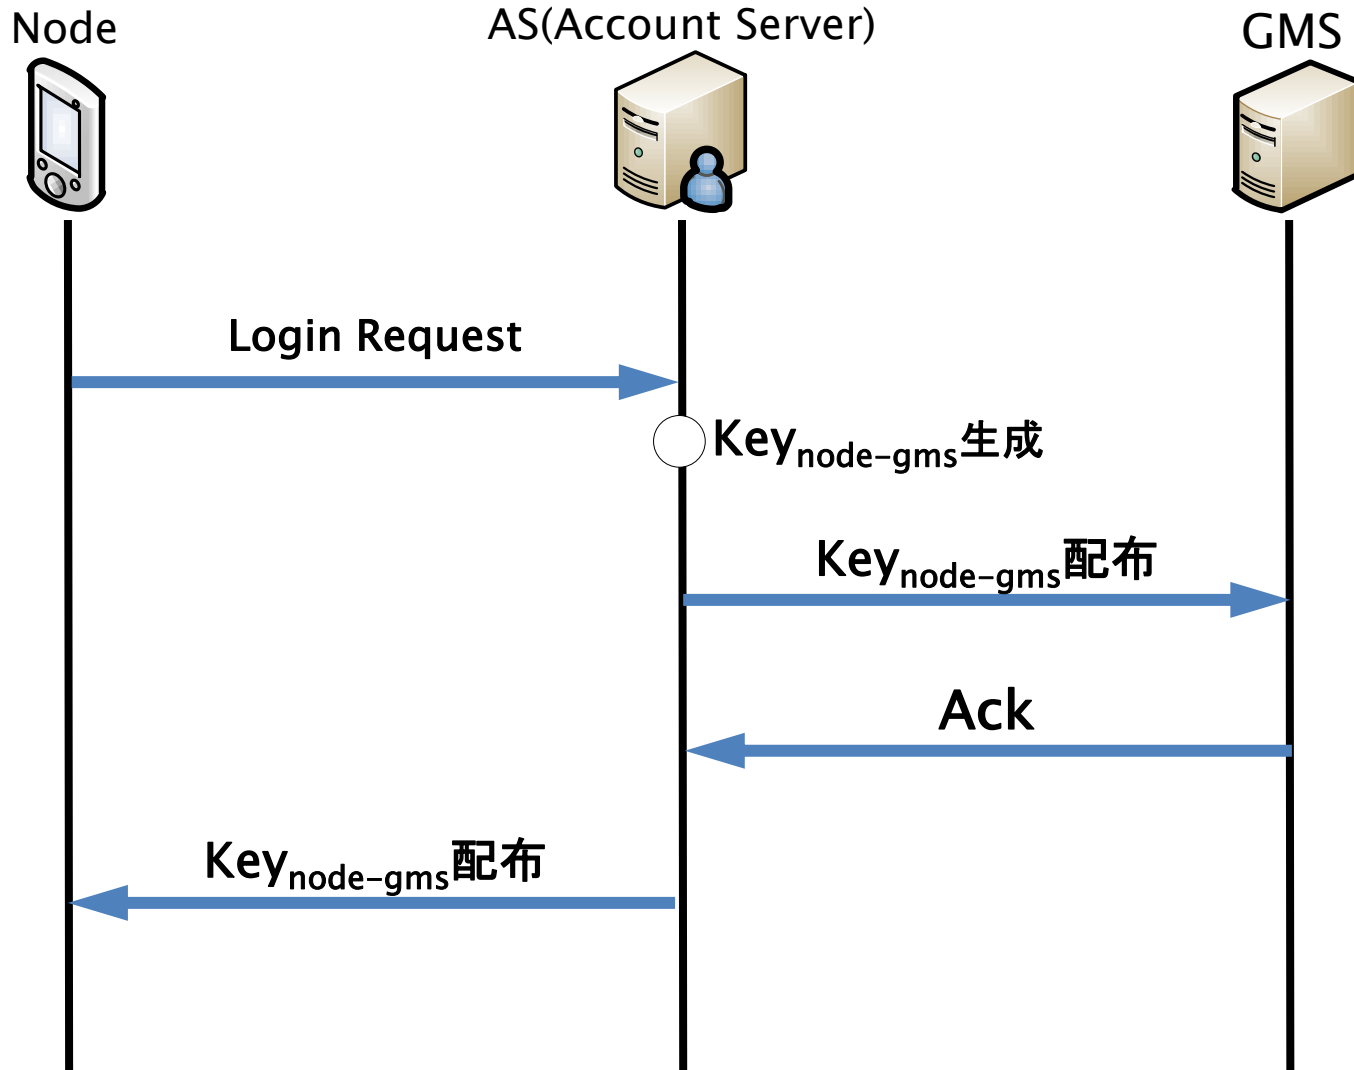 Node
AS(Account Server)
GMS
Login Request
Keynode-gms生成
Keynode-gms配布
Ack
Keynode-gms配布